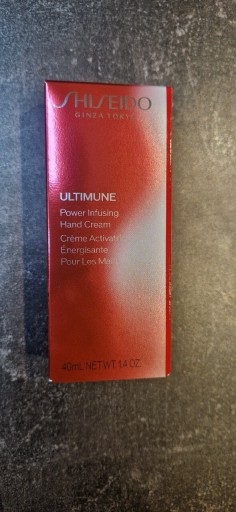 SHISEIDO
GINZA TOKYO
ULTIMUNE
Power Infusing
Hand Cream
Crème Activatrice
Énergisante
Pour Les Mains
40mL NET WT. 1.4 OZ.